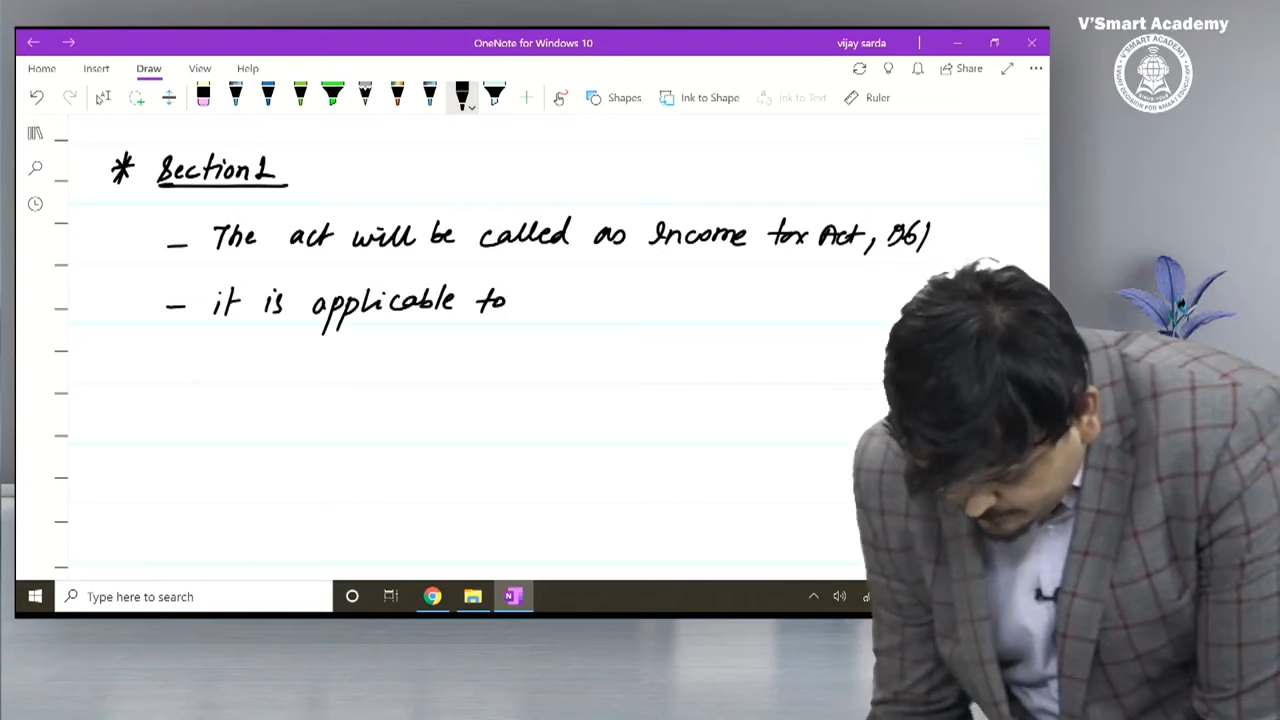 V'Smart Academy
OneNote for Windows 10
vijay sarda
Home Insert Draw View Help
Share
Shapes Ink to Shape Ink to Text Ruler
* Section 1
- The act will be called as Income tax Act, 1961
- it is applicable to
Type here to search